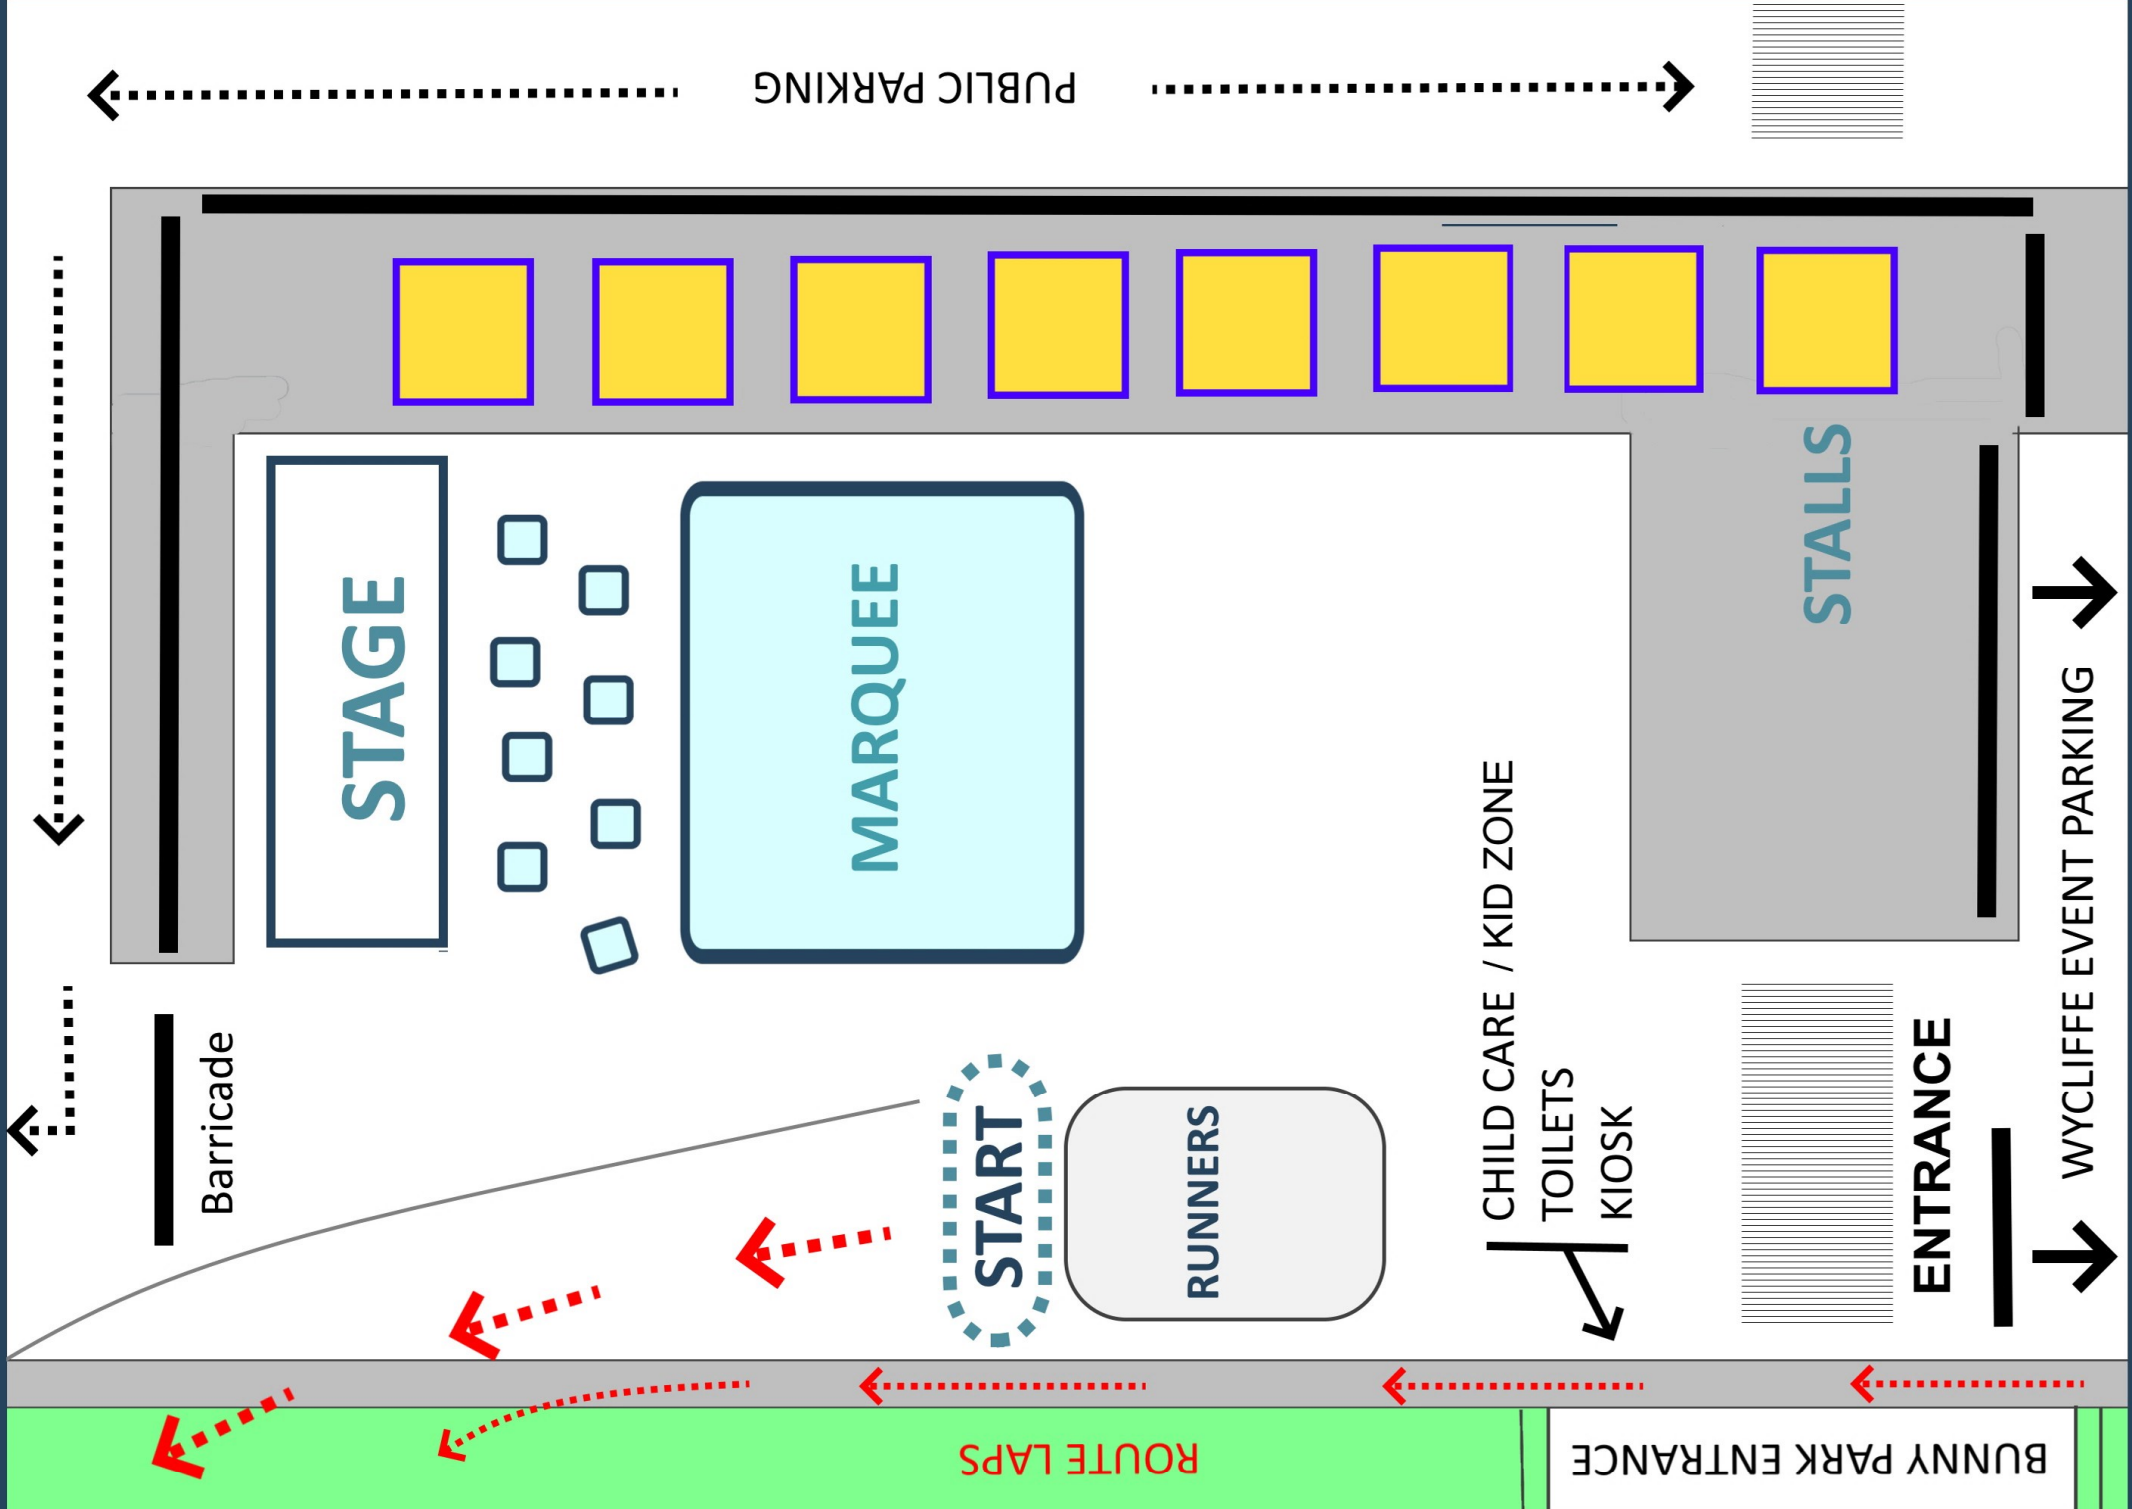 PUBLIC PARKING
STALLS
STAGE
MARQUEE
WYCLIFFE EVENT PARKING
CHILD CARE / KID ZONE
TOILETS
KIOSK
ENTRANCE
Barricade
START
RUNNERS
ROUTE LAPS
BUNNY PARK ENTRANCE